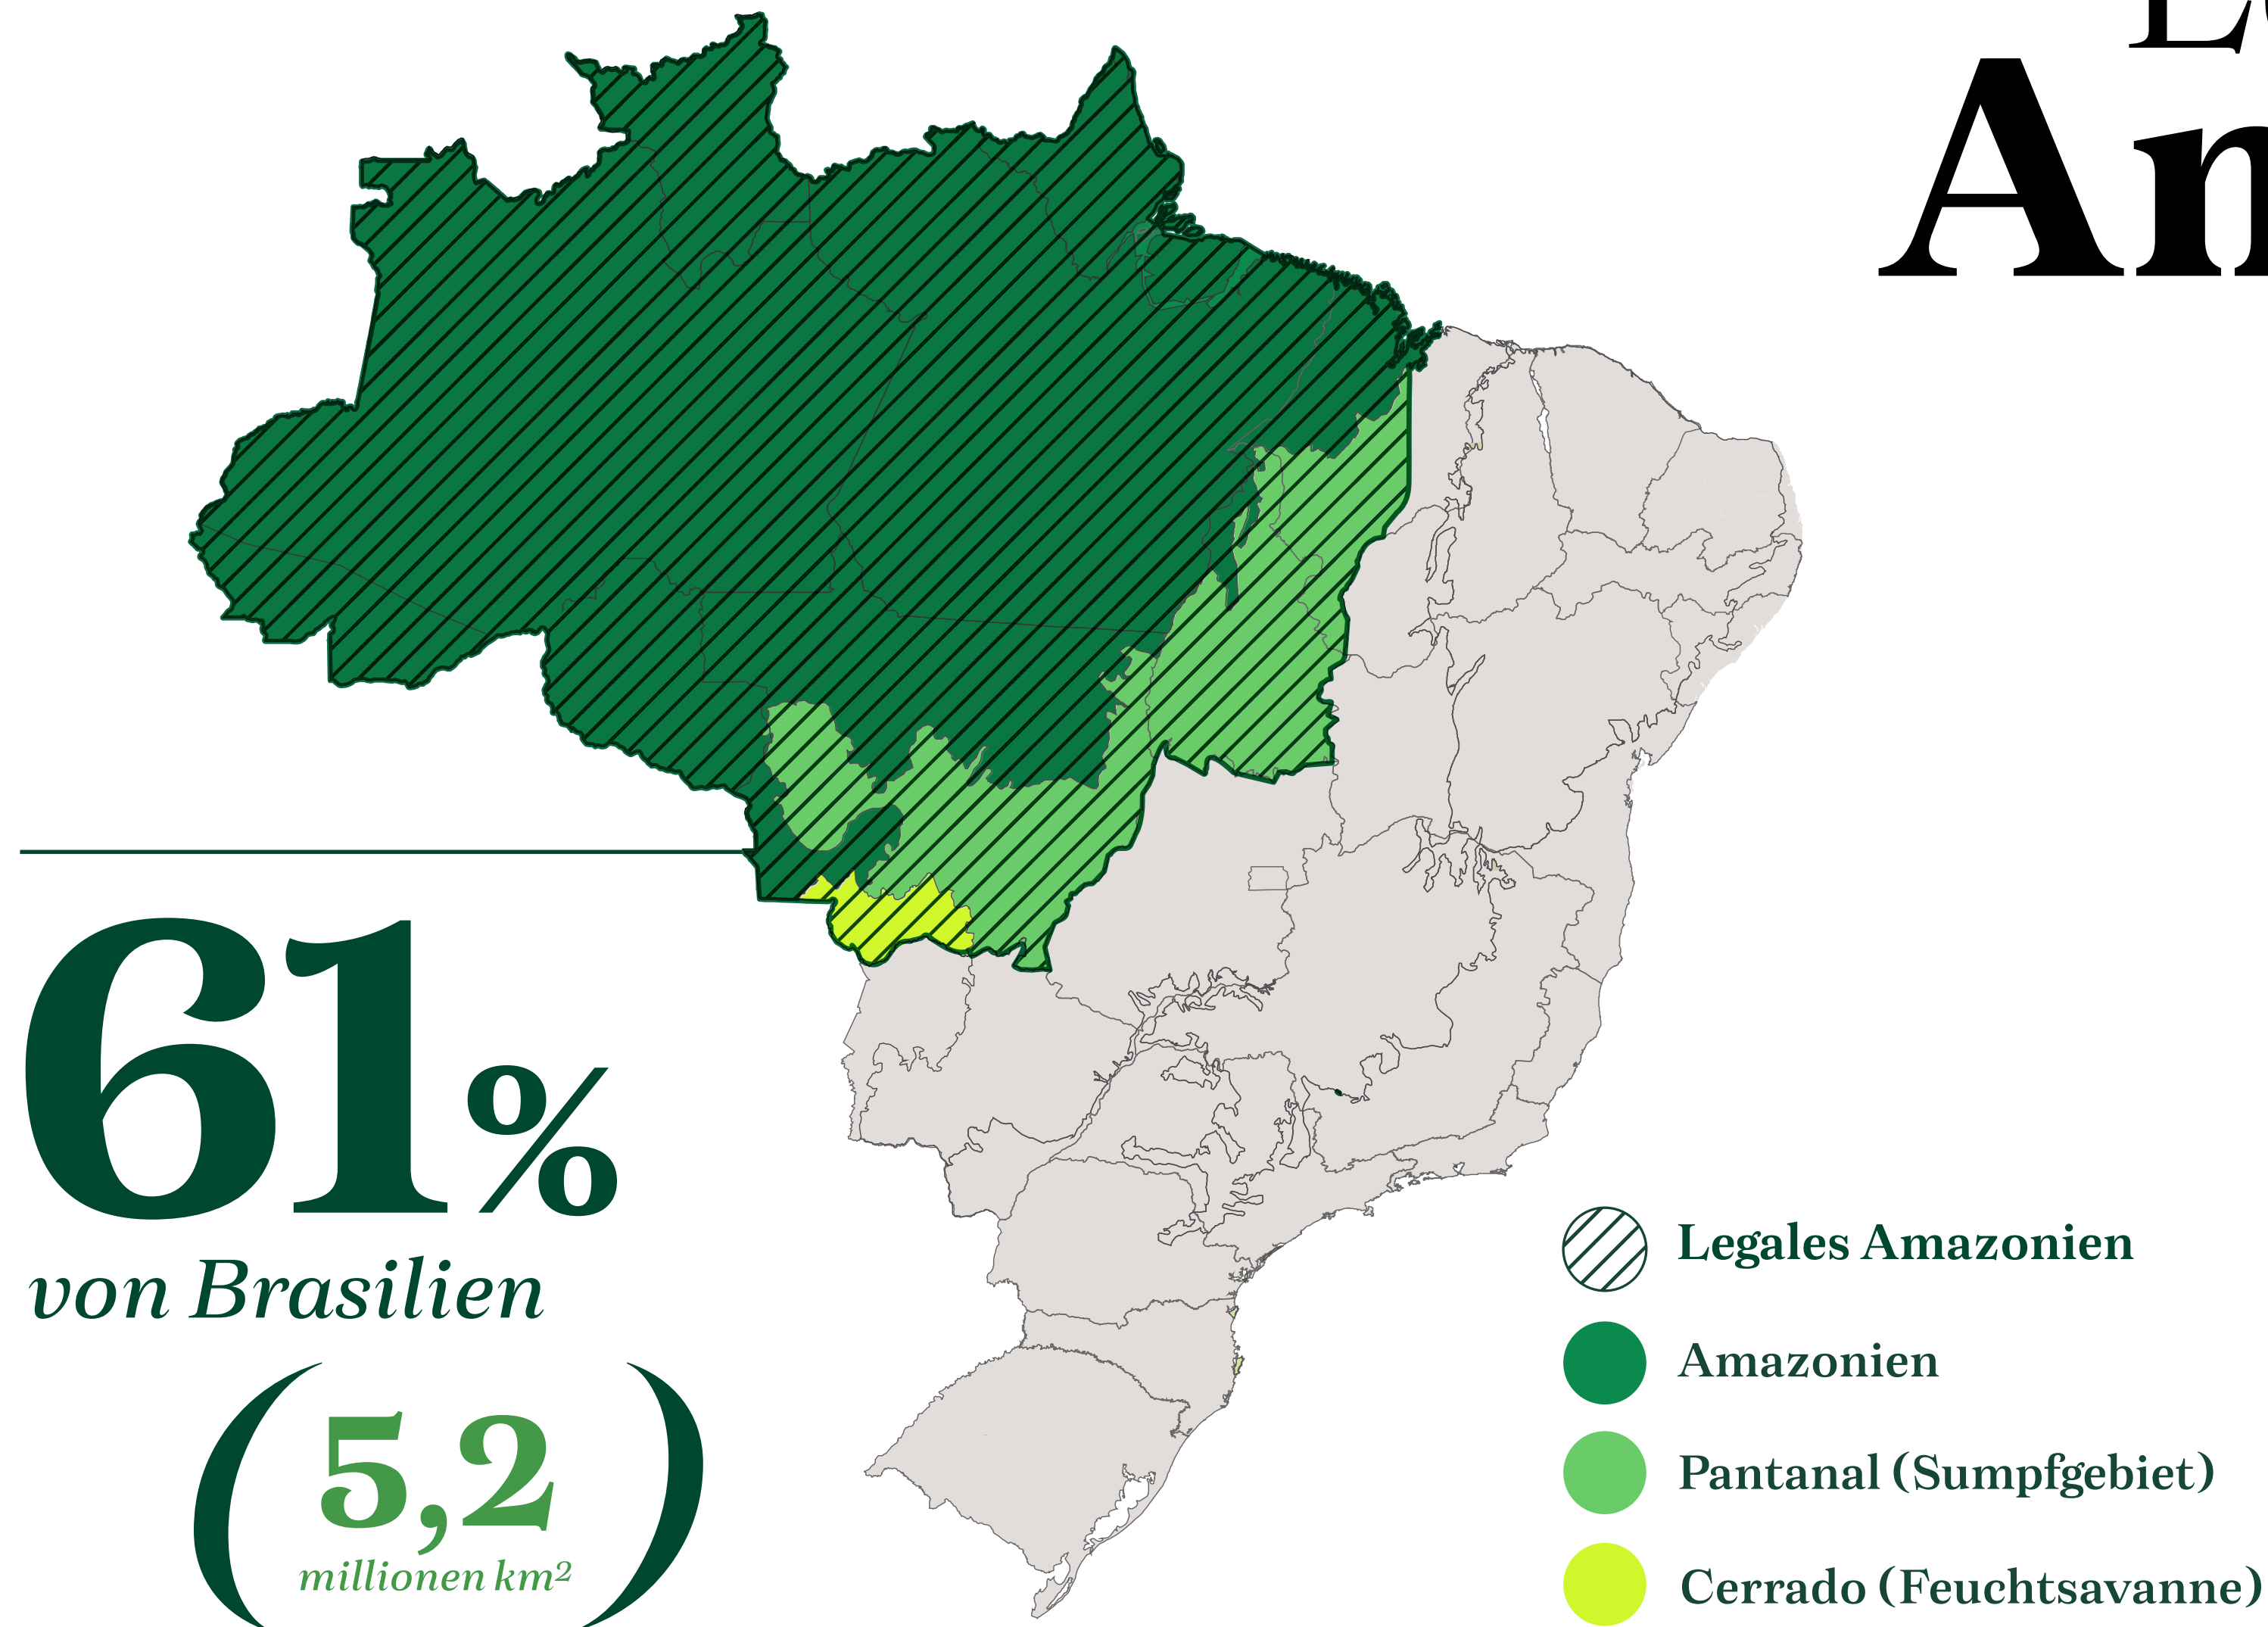 An
61%
von Brasilien
(5,2
millionen km²)
Legales Amazonien
Amazonien
Pantanal (Sumpfgebiet)
Cerrado (Feuchtsavanne)